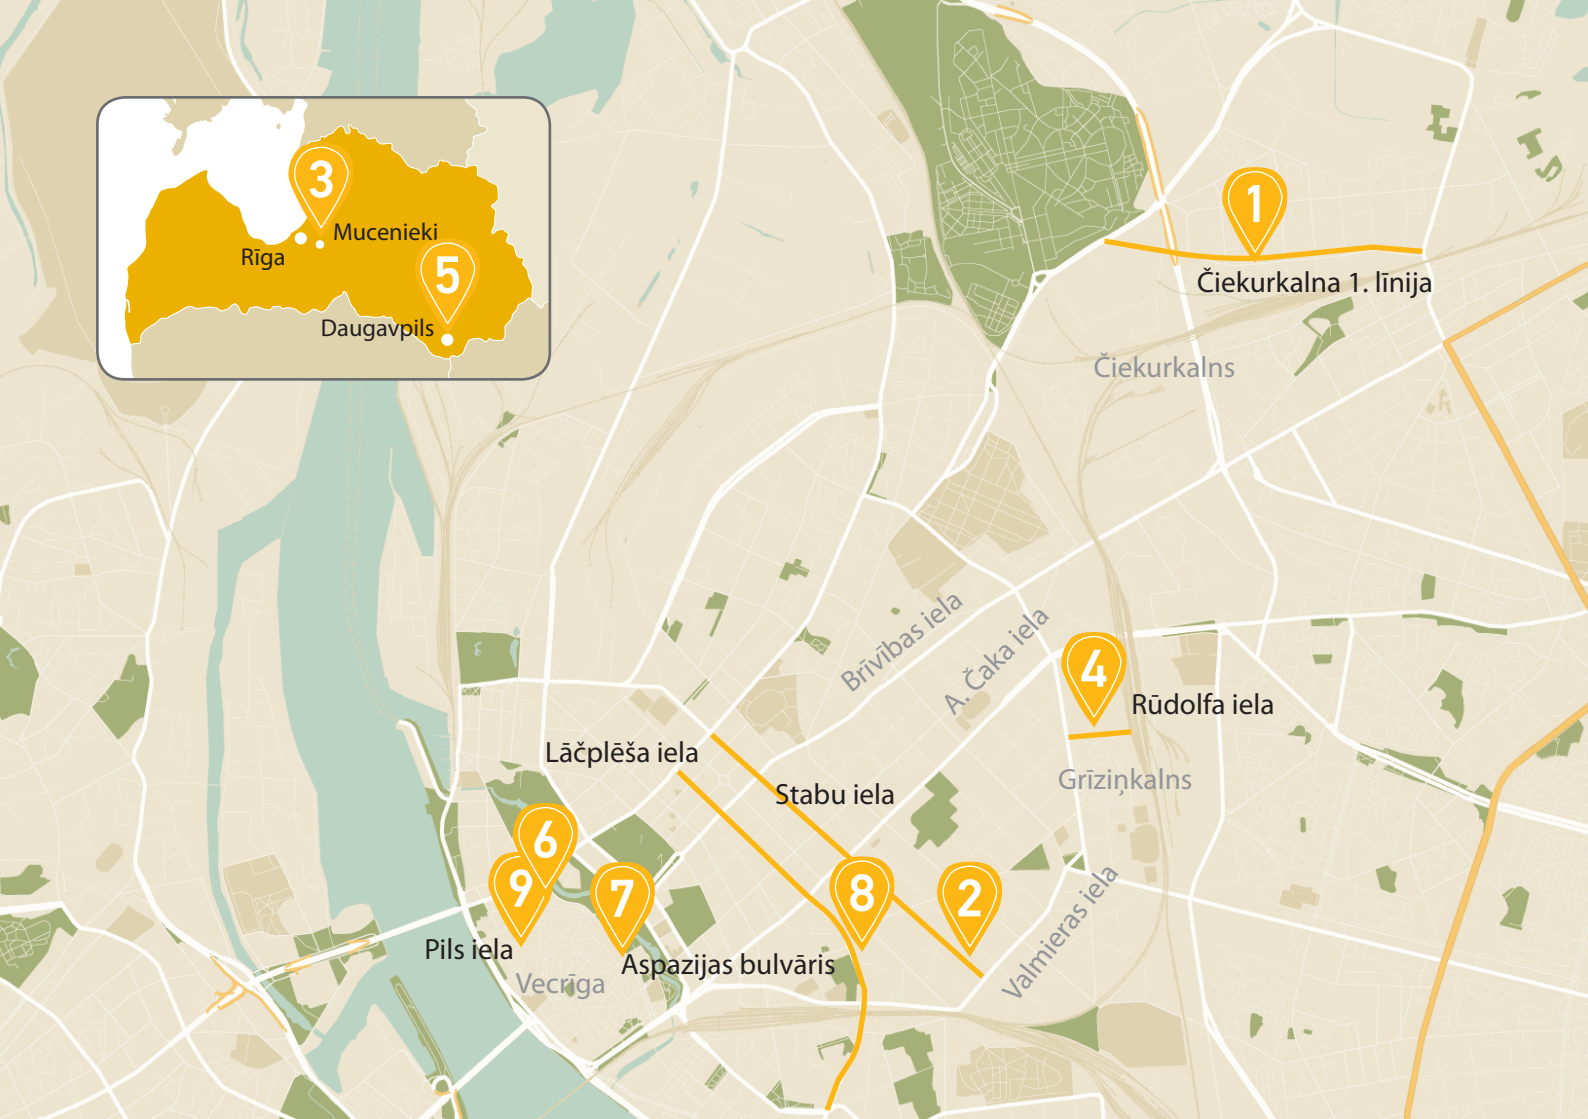 3
Mucenieki
Rīga
5
Daugavpils
1
Čiekurkalna 1. līnija
Čiekurkalns
Brīvības iela
A. Čaka iela
4
Rūdolfa iela
Grīziņkalns
Lāčplēša iela
Stabu iela
6
9
7
8
2
Valmieras iela
Pils iela
Aspazijas bulvāris
Vecrīga